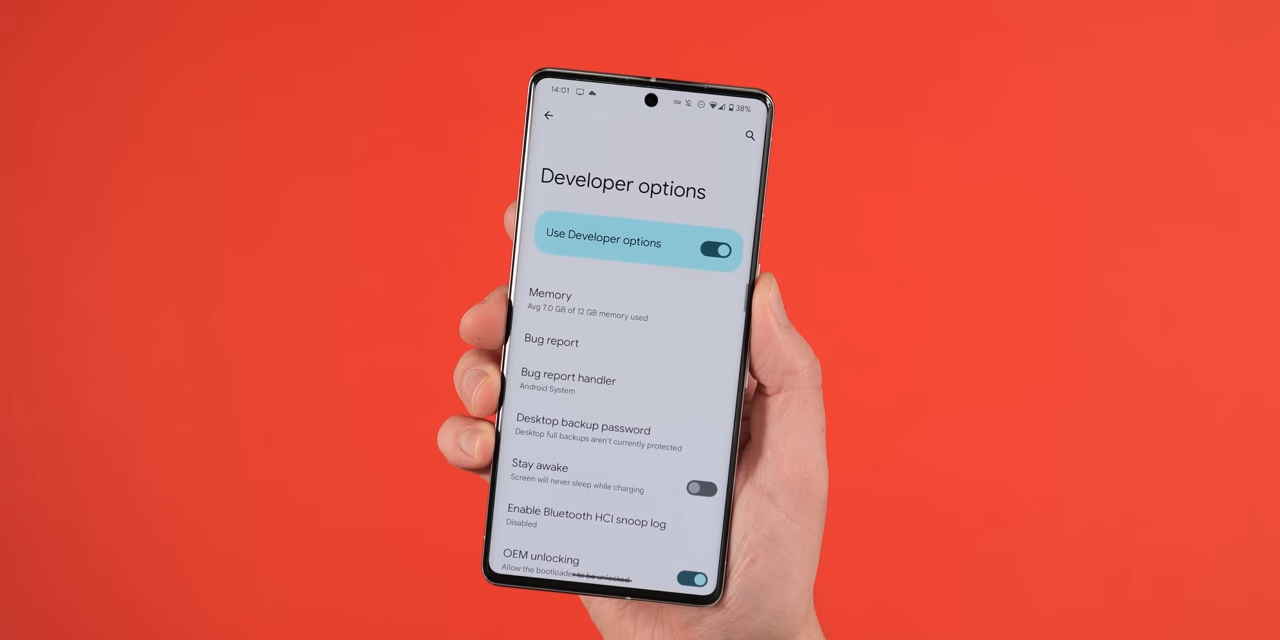 14:01 38%
Developer options
Use Developer options
Memory
Avg 7.0 GB of 12 GB memory used
Bug report
Bug report handler
Android System
Desktop backup password
Desktop full backups aren't currently protected
Stay awake
Screen will never sleep while charging
Enable Bluetooth HCI snoop log
Disabled
OEM unlocking
Allow the bootloader to be unlocked